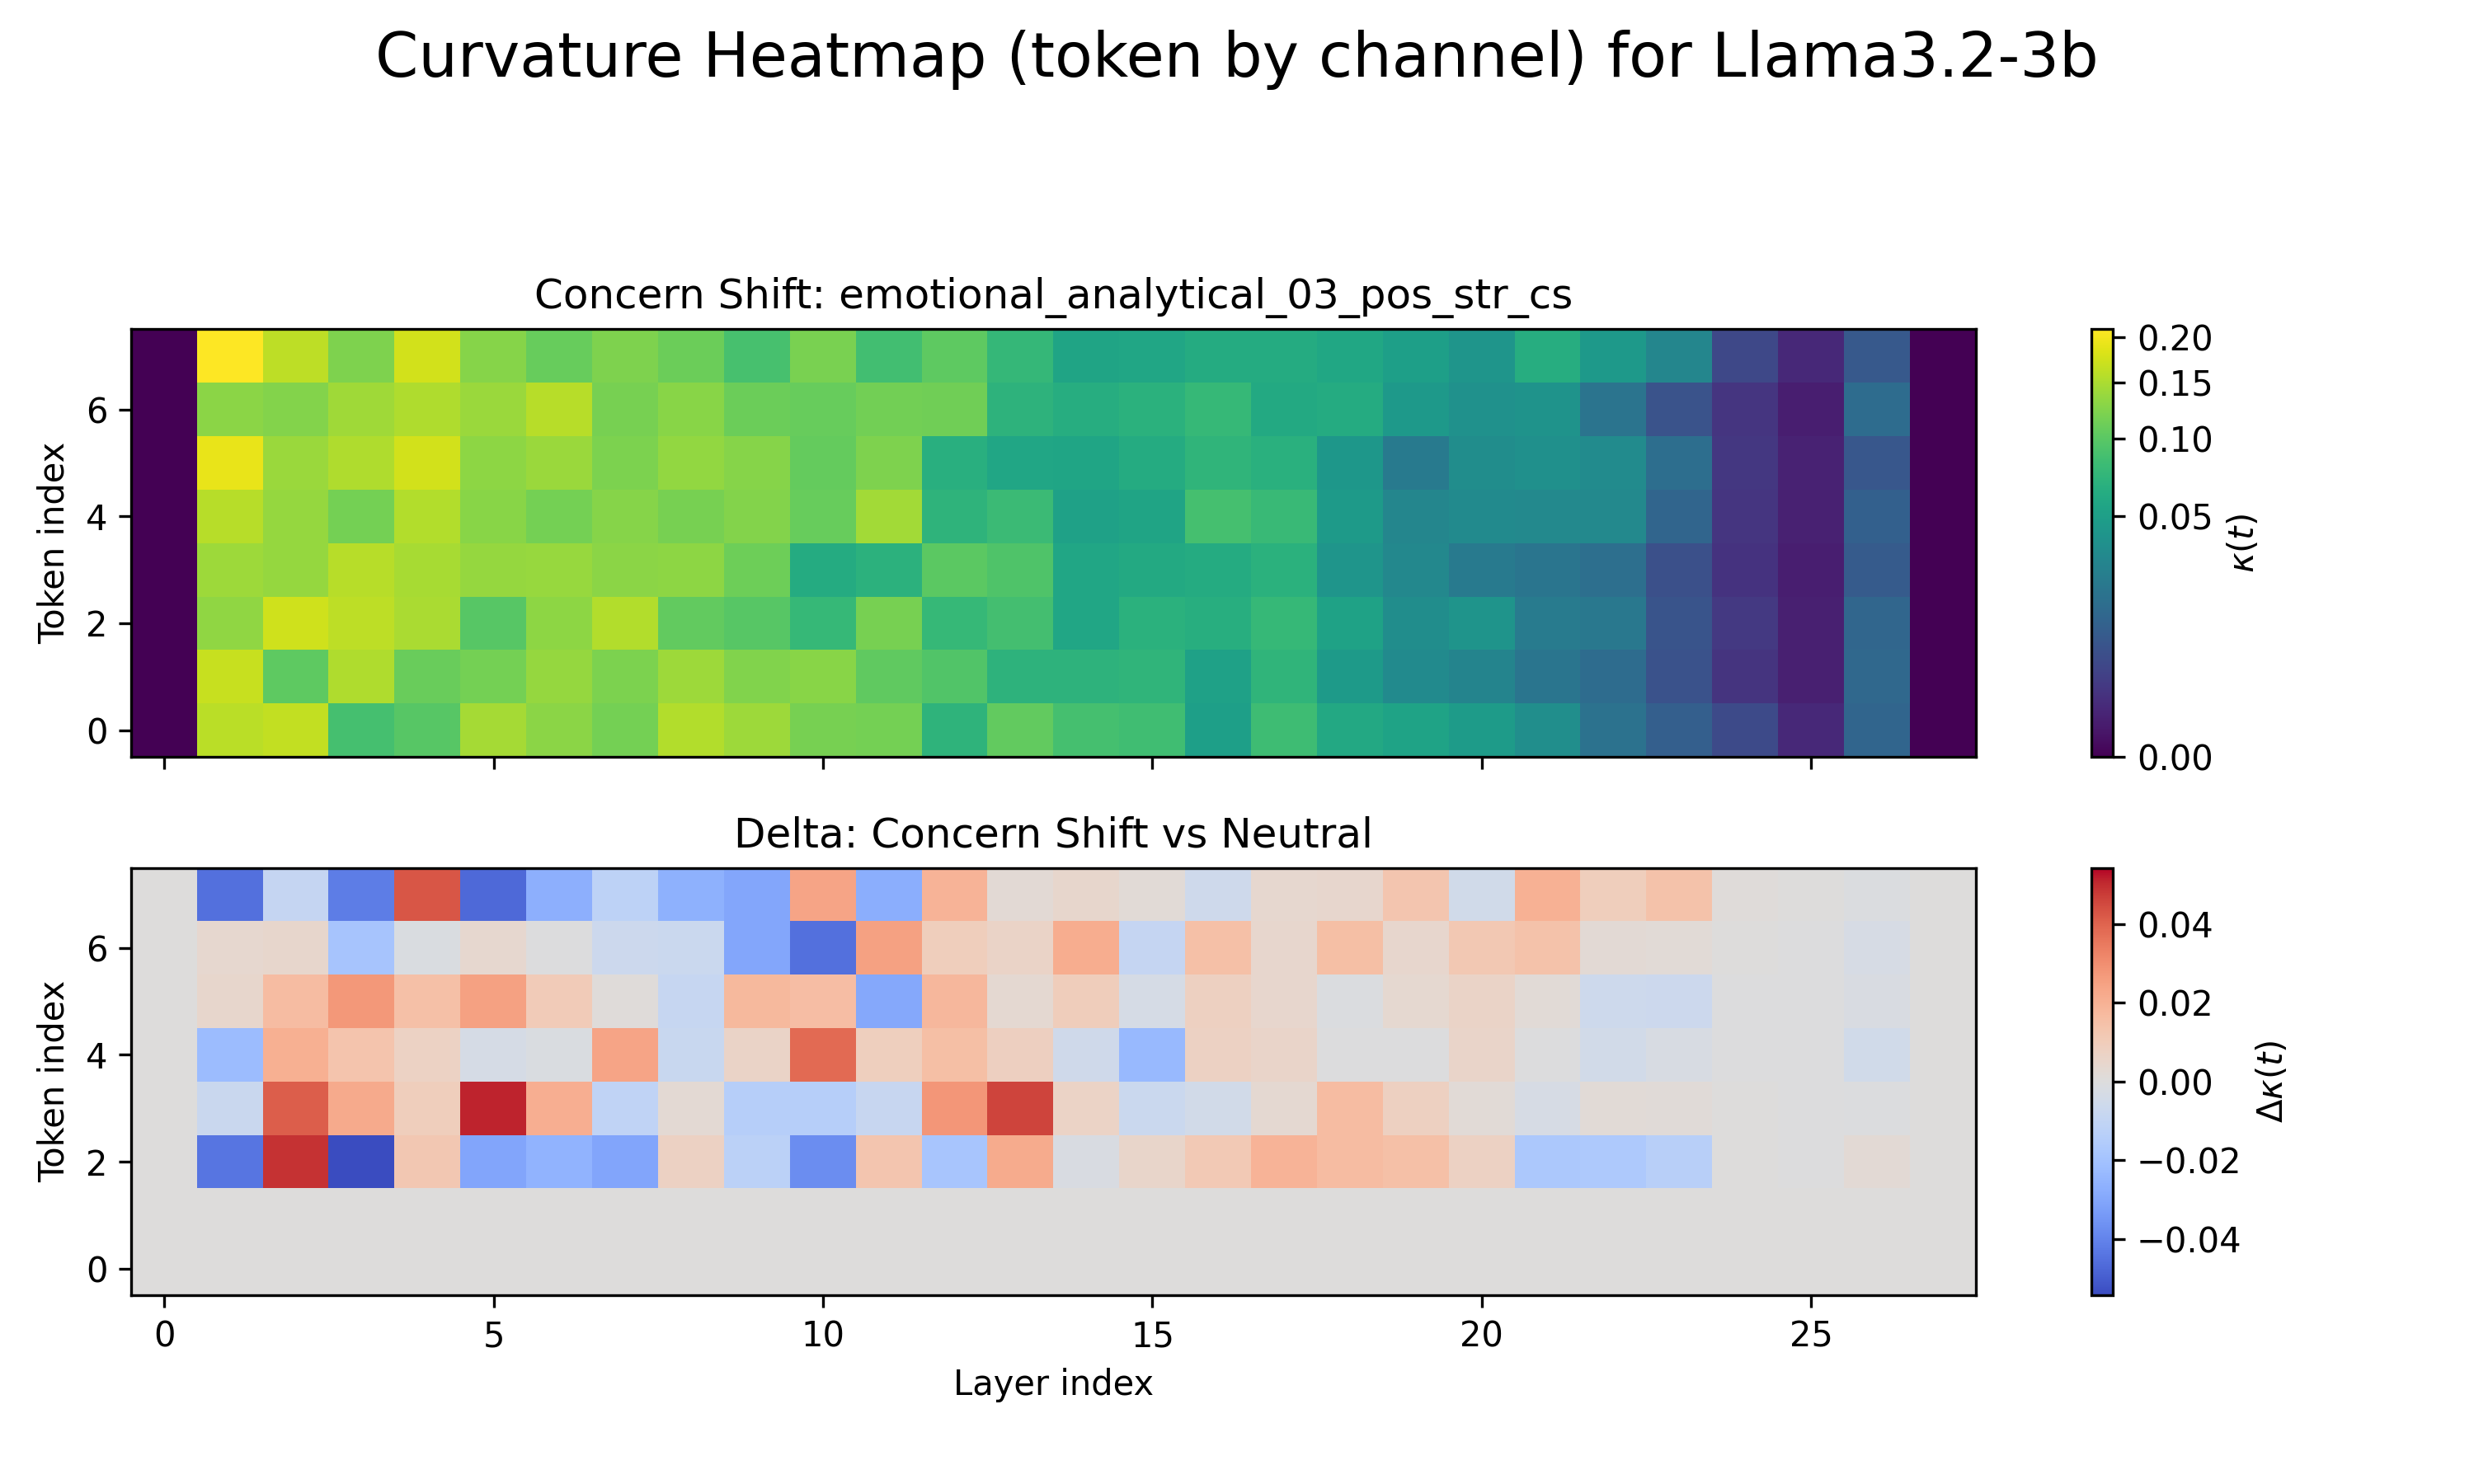 Curvature Heatmap (token by channel) for Llama3.2-3b
Concern Shift: emotional_analytical_03_pos_str_cs
Token index
6
4
2
0
0.20
0.15
0.10
0.05
0.00
κ(t)
Delta: Concern Shift vs Neutral
Token index
6
4
2
0
0.04
0.02
0.00
−0.02
−0.04
Δκ(t)
0 5 10 15 20 25
Layer index